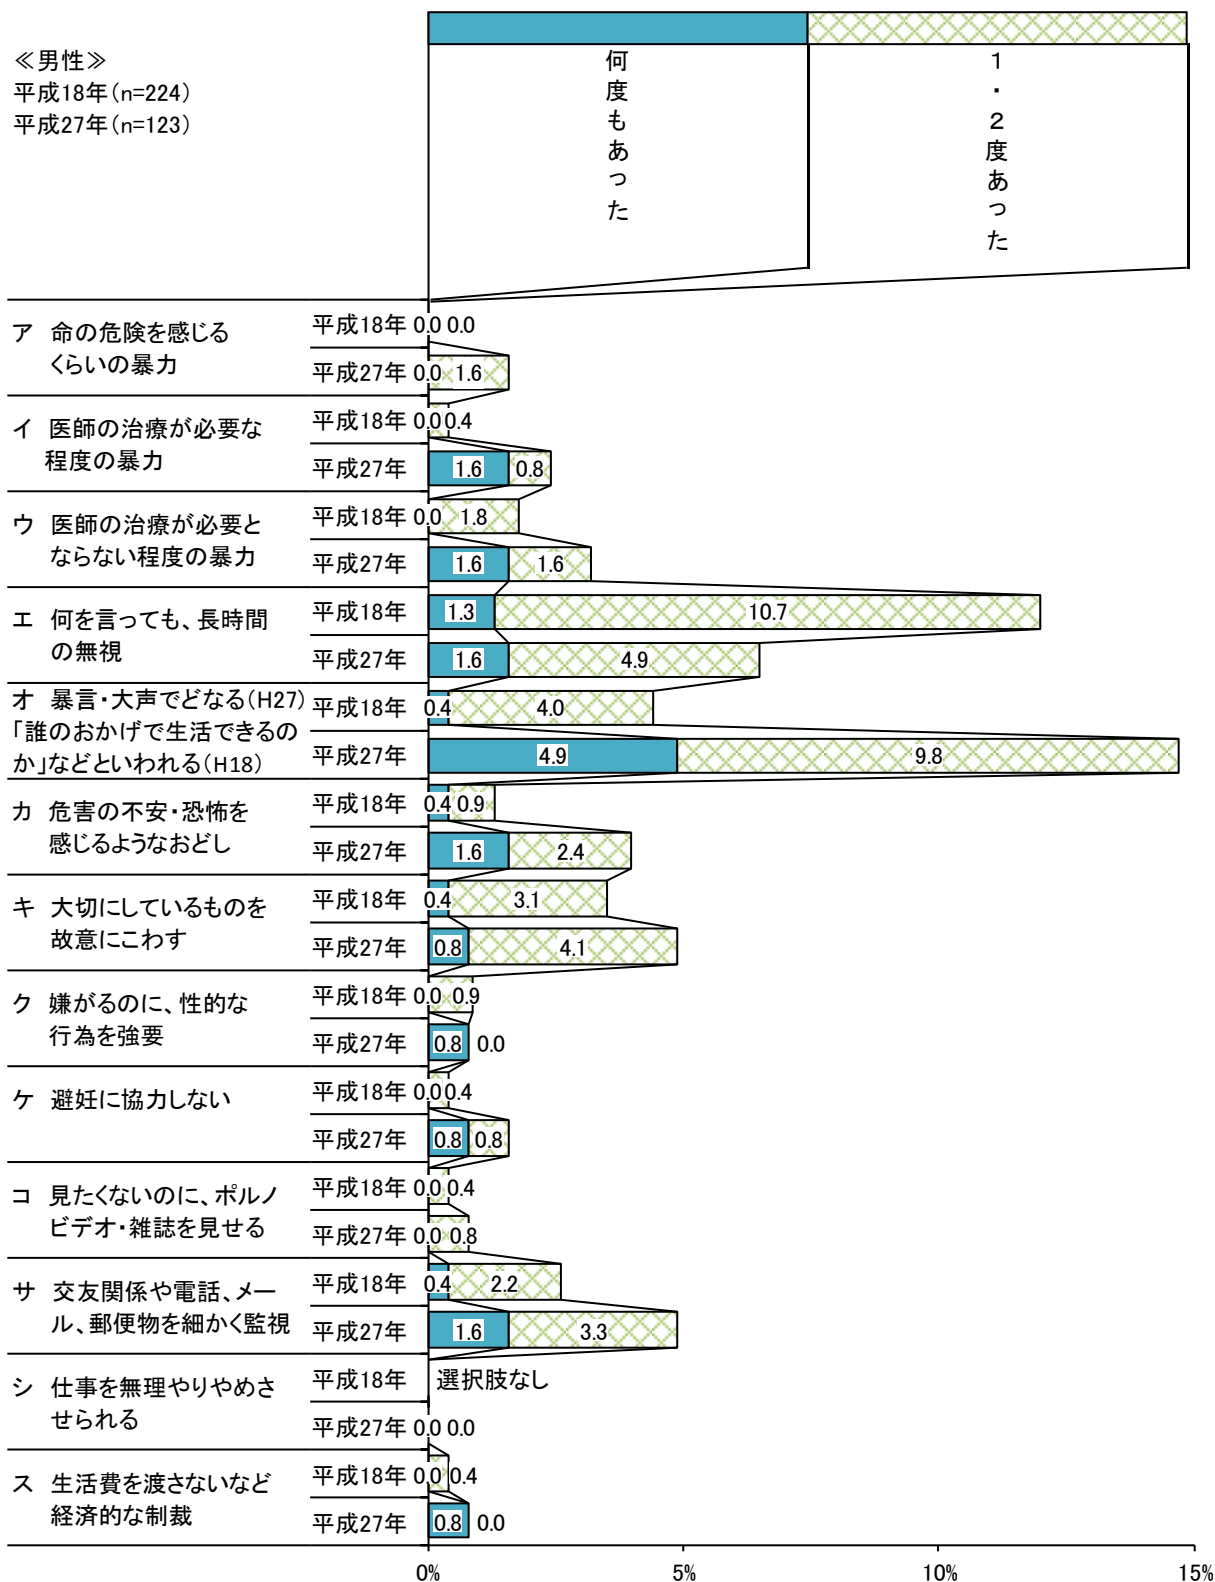 ≪男性≫
平成18年(n=224)
平成27年(n=123)
何度もあった
1・2度あった
ア 命の危険を感じる
くらいの暴力
平成18年 0.0 0.0
平成27年 0.0 1.6
イ 医師の治療が必要な
程度の暴力
平成18年 0.0 0.4
平成27年 1.6 0.8
ウ 医師の治療が必要と
ならない程度の暴力
平成18年 0.0 1.8
平成27年 1.6 1.6
エ 何を言っても、長時間
の無視
平成18年 1.3 10.7
平成27年 1.6 4.9
オ 暴言・大声でどなる(H27)
「誰のおかげで生活できるの
か」などといわれる(H18)
平成18年 0.4 4.0
平成27年 4.9 9.8
カ 危害の不安・恐怖を
感じるようなおどし
平成18年 0.4 0.9
平成27年 1.6 2.4
キ 大切にしているものを
故意にこわす
平成18年 0.4 3.1
平成27年 0.8 4.1
ク 嫌がるのに、性的な
行為を強要
平成18年 0.0 0.9
平成27年 0.8 0.0
ケ 避妊に協力しない
平成18年 0.0 0.4
平成27年 0.8 0.8
コ 見たくないのに、ポルノ
ビデオ・雑誌を見せる
平成18年 0.0 0.4
平成27年 0.0 0.8
サ 交友関係や電話、メー
ル、郵便物を細かく監視
平成18年 0.4 2.2
平成27年 1.6 3.3
シ 仕事を無理やりやめさ
せられる
平成18年 選択肢なし
平成27年 0.0 0.0
ス 生活費を渡さないなど
経済的な制裁
平成18年 0.0 0.4
平成27年 0.8 0.0
0% 5% 10% 15%